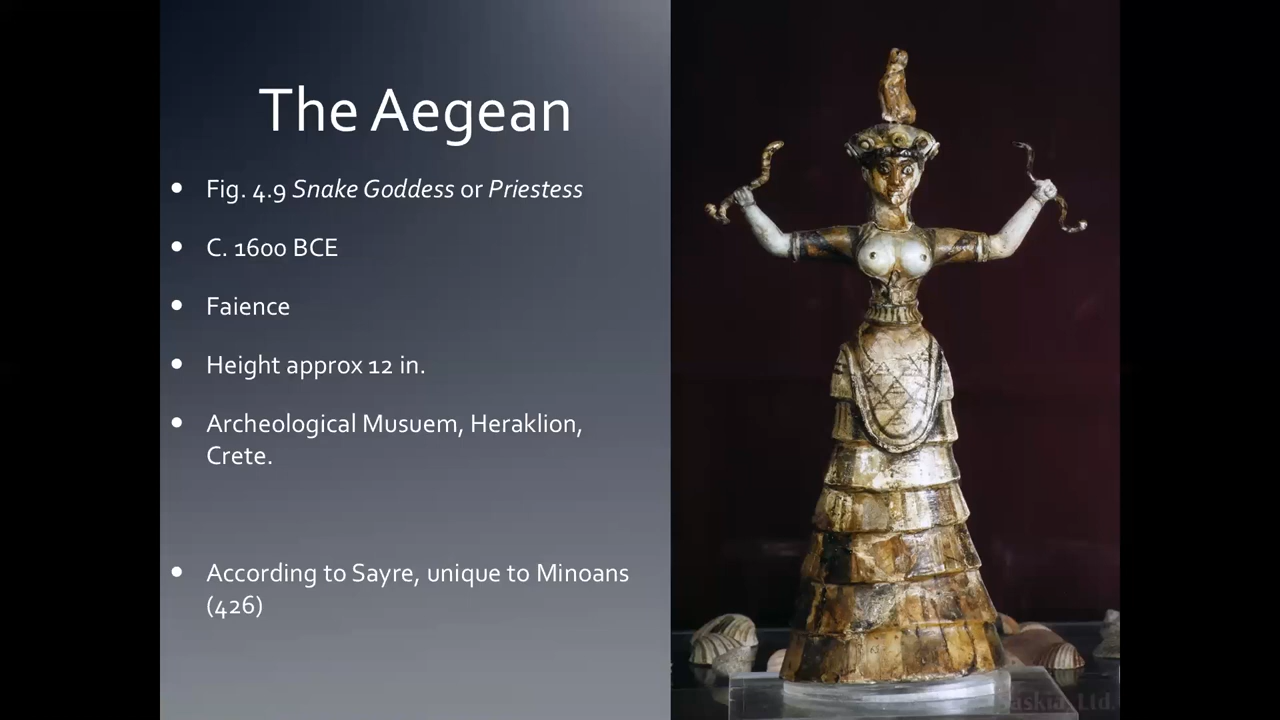 The Aegean
Fig. 4.9 Snake Goddess or Priestess
C. 1600 BCE
Faience
Height approx 12 in.
Archeological Musuem, Heraklion,
Crete.
According to Sayre, unique to Minoans
(426)
Ltd.